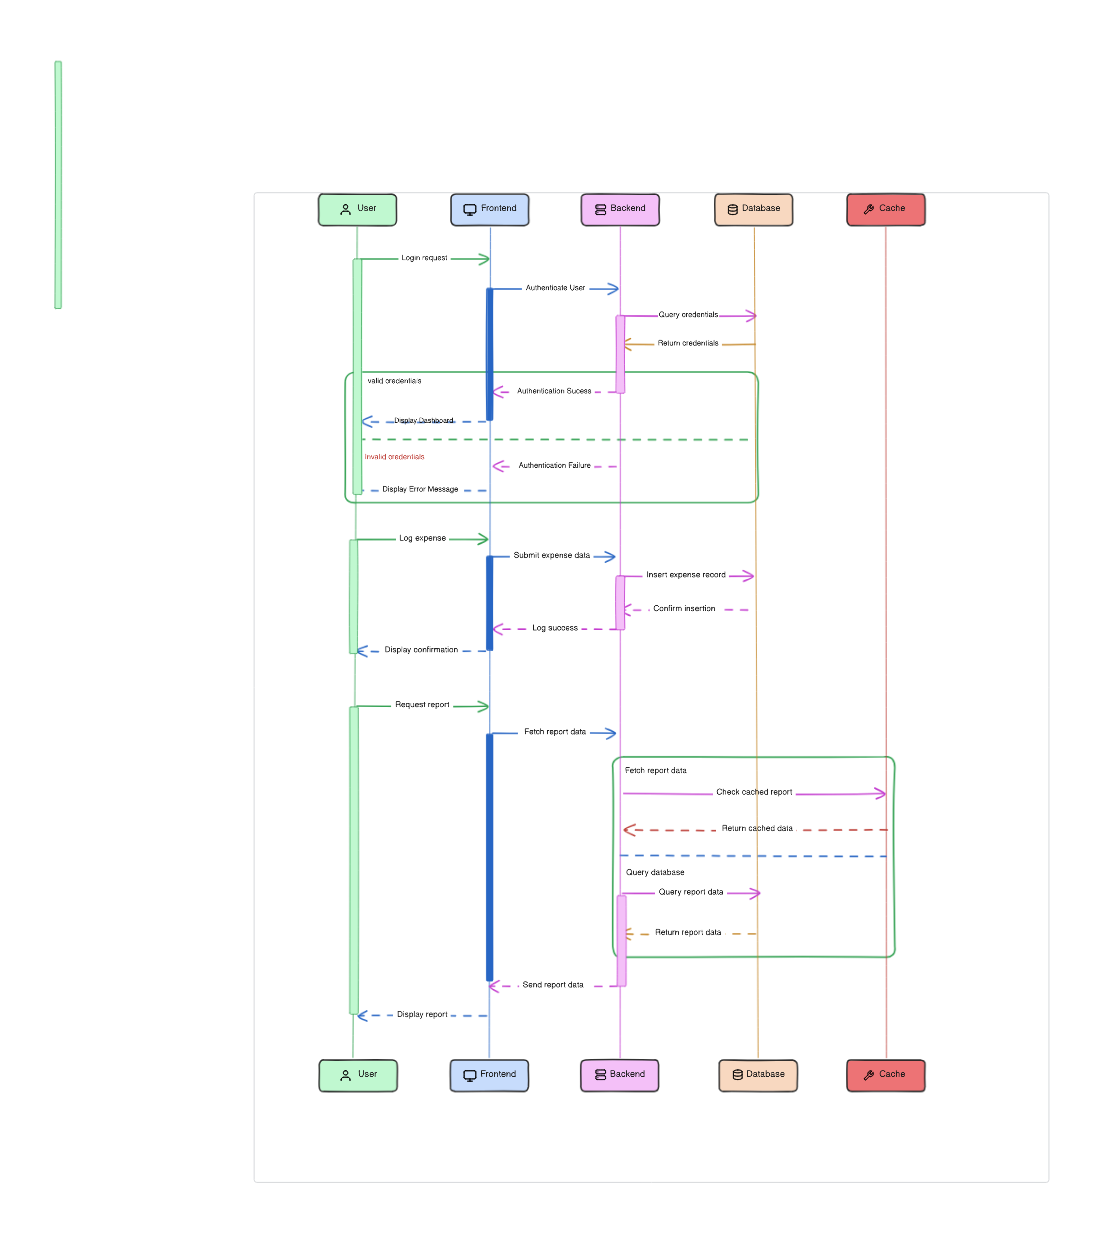 User
Frontend
Backend
Database
Cache
Login request
Authenticate User
Query credentials
Return credentials
valid credentials
Authentication Sucess
Display Dashboard
Invalid credentials
Authentication Failure
Display Error Message
Log expense
Submit expense data
Insert expense record
Confirm insertion
Log success
Display confirmation
Request report
Fetch report data
Fetch report data
Check cached report
Return cached data
Query database
Query report data
Return report data
Send report data
Display report
User
Frontend
Backend
Database
Cache